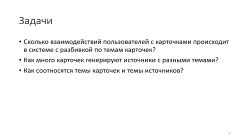 Задачи
• Сколько взаимодействий пользователей с карточками происходит
в системе с разбивкой по темам карточек?
• Как много карточек генерируют источники с разными темами?
• Как соотносятся темы карточек и темы источников?